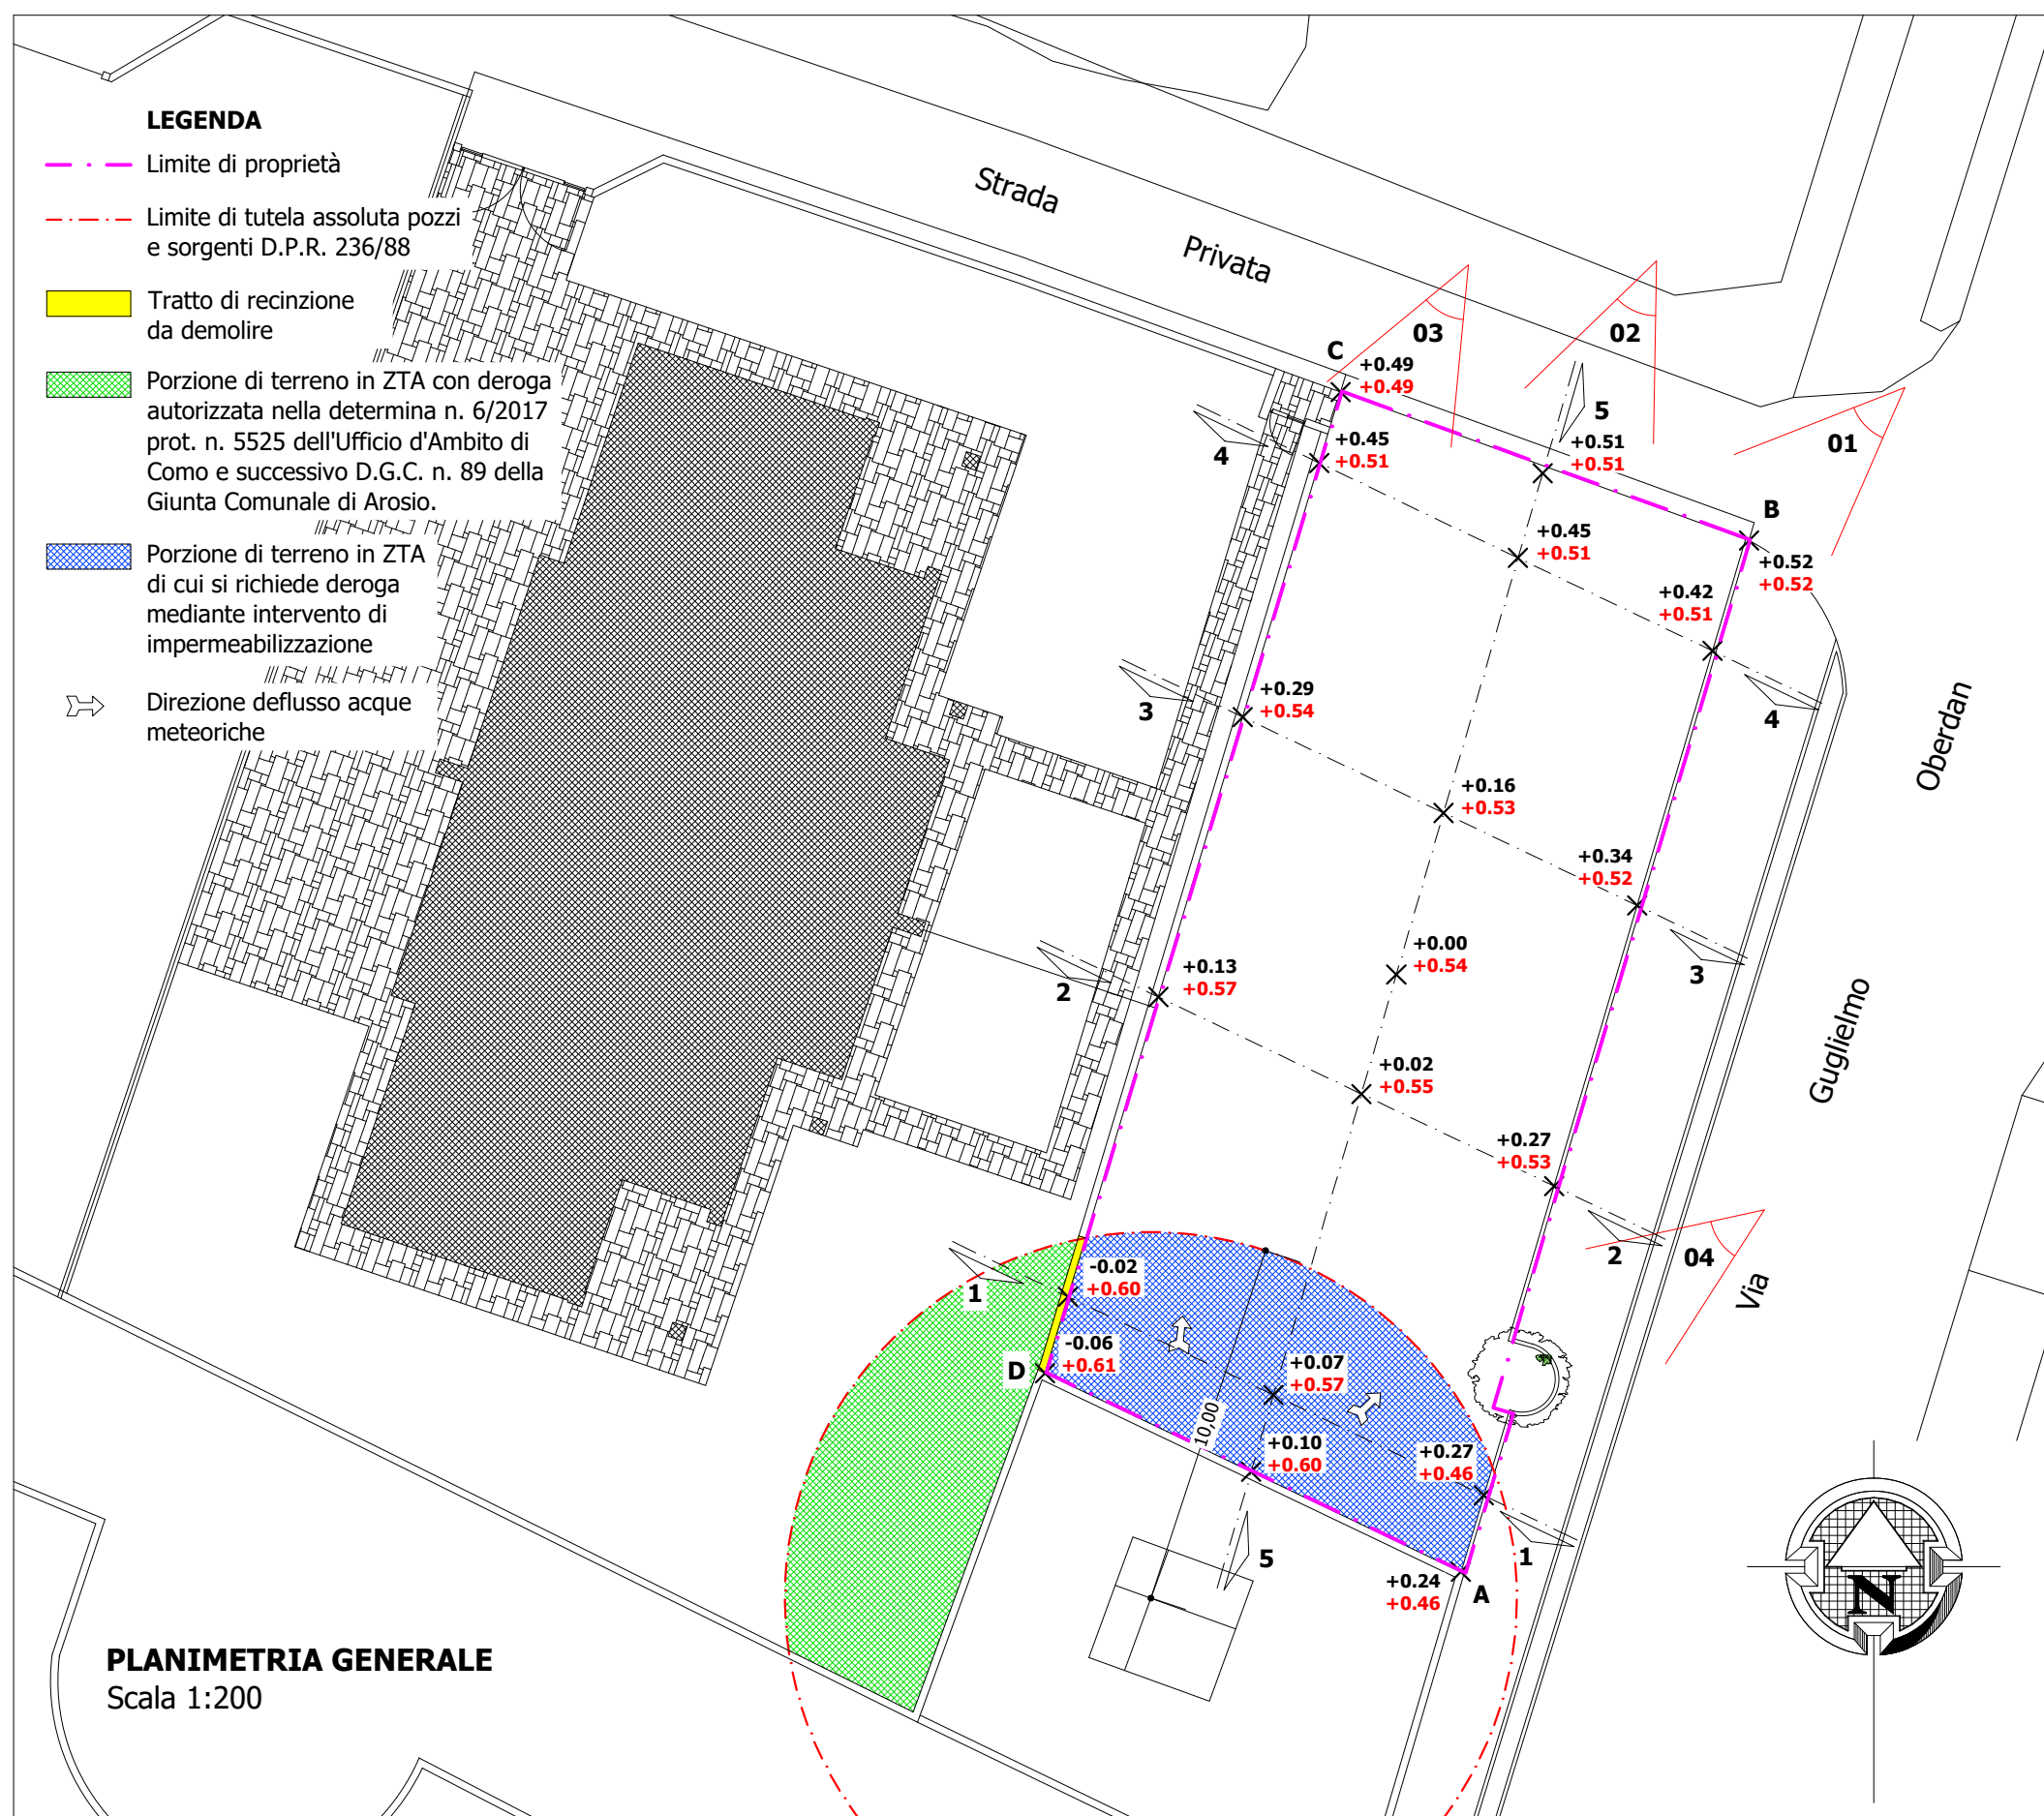 LEGENDA
Limite di proprietà
Limite di tutela assoluta pozzi
e sorgenti D.P.R. 236/88
Tratto di recinzione
da demolire
Porzione di terreno in ZTA con deroga
autorizzata nella determina n. 6/2017
prot. n. 5525 dell'Ufficio d'Ambito di
Como e successivo D.G.C. n. 89 della
Giunta Comunale di Arosio.
Porzione di terreno in ZTA
di cui si richiede deroga
mediante intervento di
impermeabilizzazione
Direzione deflusso acque
meteoriche
Strada
Privata
03
02
01
C
+0.49
+0.49
5
+0.51
+0.51
4
+0.45
+0.51
B
+0.52
+0.52
+0.45
+0.51
+0.42
+0.51
3
+0.29
+0.54
4
Oberdan
+0.16
+0.53
+0.34
+0.52
+0.00
+0.54
3
2
+0.13
+0.57
Guglielmo
+0.02
+0.55
+0.27
+0.53
2
04
Via
1
-0.02
+0.60
D
-0.06
+0.61
+0.07
+0.57
10,00
+0.10
+0.60
+0.27
+0.46
5
1
+0.24
+0.46
A
N
PLANIMETRIA GENERALE
Scala 1:200